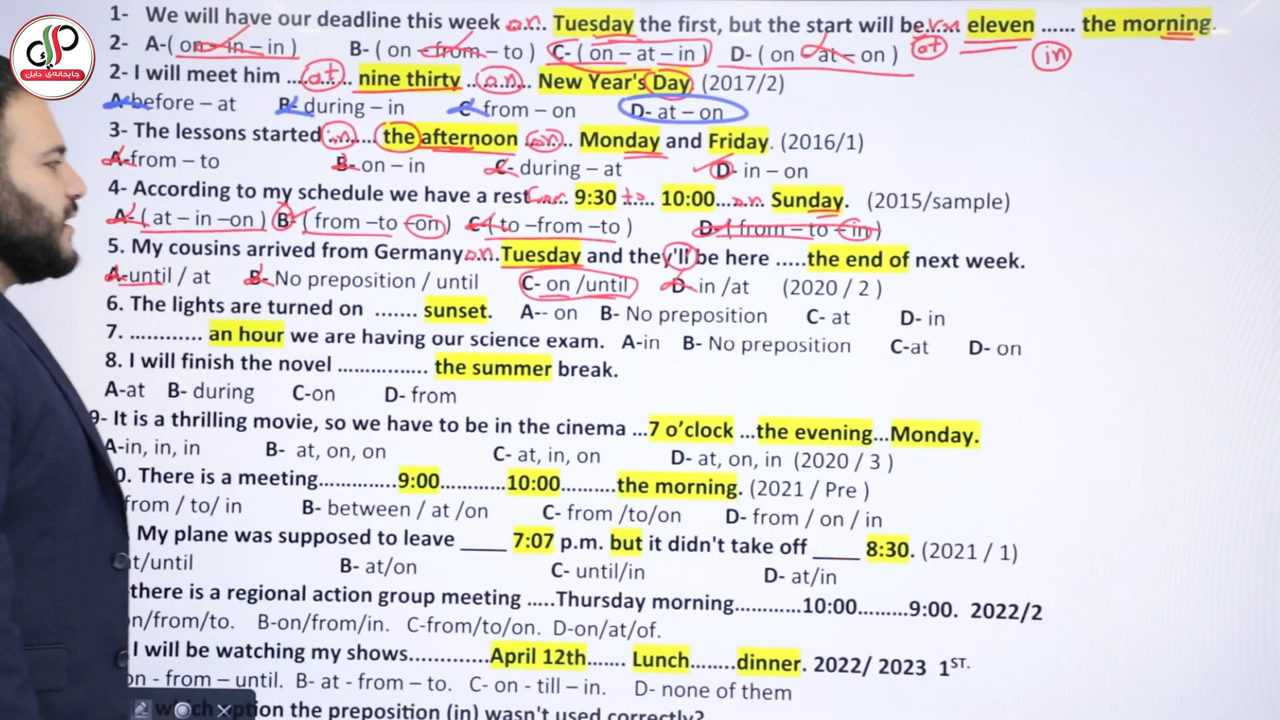 چاپخانەی دابل
1- We will have our deadline this week on.... Tuesday the first, but the start will be...... eleven ...... the morning.
at in
2- A-( on – in – in ) B- ( on – from – to ) C- ( on – at – in ) D- ( on – at – on )
2- I will meet him ....at.... nine thirty ..on... New Year's Day (2017/2)
A- before – at B- during – in C- from – on D- at – on
3- The lessons started .in...... the afternoon .on.. Monday and Friday. (2016/1)
A-from – to B- on – in C- during – at D- in – on
4- According to my schedule we have a rest...... 9:30 to.... 10:00...on. Sunday. (2015/sample)
A- ( at – in –on ) B- ( from –to –on) C-( to –from –to ) D-( from – to – in )
5. My cousins arrived from Germany on...Tuesday and they'll be here .....the end of next week.
A-until / at B- No preposition / until C- on /until D-in /at (2020 / 2 )
6. The lights are turned on ....... sunset. A-- on B- No preposition C- at D- in
7. ............ an hour we are having our science exam. A-in B- No preposition C-at D- on
8. I will finish the novel ................ the summer break.
A-at B- during C-on D- from
9- It is a thrilling movie, so we have to be in the cinema ...7 o’clock ...the evening...Monday.
A-in, in, in B- at, on, on C- at, in, on D- at, on, in (2020 / 3 )
0. There is a meeting..............9:00............10:00..........the morning. (2021 / Pre )
from / to/ in B- between / at /on C- from /to/on D- from / on / in
My plane was supposed to leave ____ 7:07 p.m. but it didn't take off ____ 8:30. (2021 / 1)
t/until B- at/on C- until/in D- at/in
there is a regional action group meeting .....Thursday morning............10:00.........9:00. 2022/2
n/from/to. B-on/from/in. C-from/to/on. D-on/at/of.
I will be watching my shows.............April 12th....... Lunch........dinner. 2022/ 2023 1ST.
on - from – until. B- at - from – to. C- on - till – in. D- none of them
which option the preposition (in) wasn't used correctly?